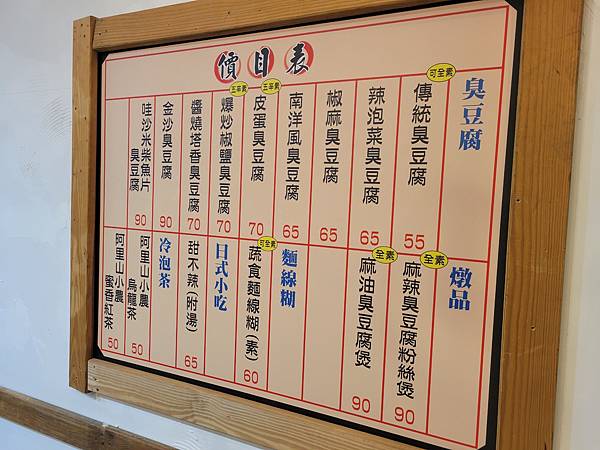 價目表
臭豆腐
可全素
傳統臭豆腐
55
辣泡菜臭豆腐
65
椒麻臭豆腐
65
南洋風臭豆腐
65
五辛素
皮蛋臭豆腐
70
五辛素
爆炒椒鹽臭豆腐
70
醬燒塔香臭豆腐
70
金沙臭豆腐
90
哇沙米柴魚片
臭豆腐
90
燉品
全素
麻辣臭豆腐粉絲煲
90
全素
麻油臭豆腐煲
90
麵線糊
可全素
蔬食麵線糊(素)
60
日式小吃
甜不辣(附湯)
65
冷泡茶
阿里山小農
烏龍茶
50
阿里山小農
蜜香紅茶
50